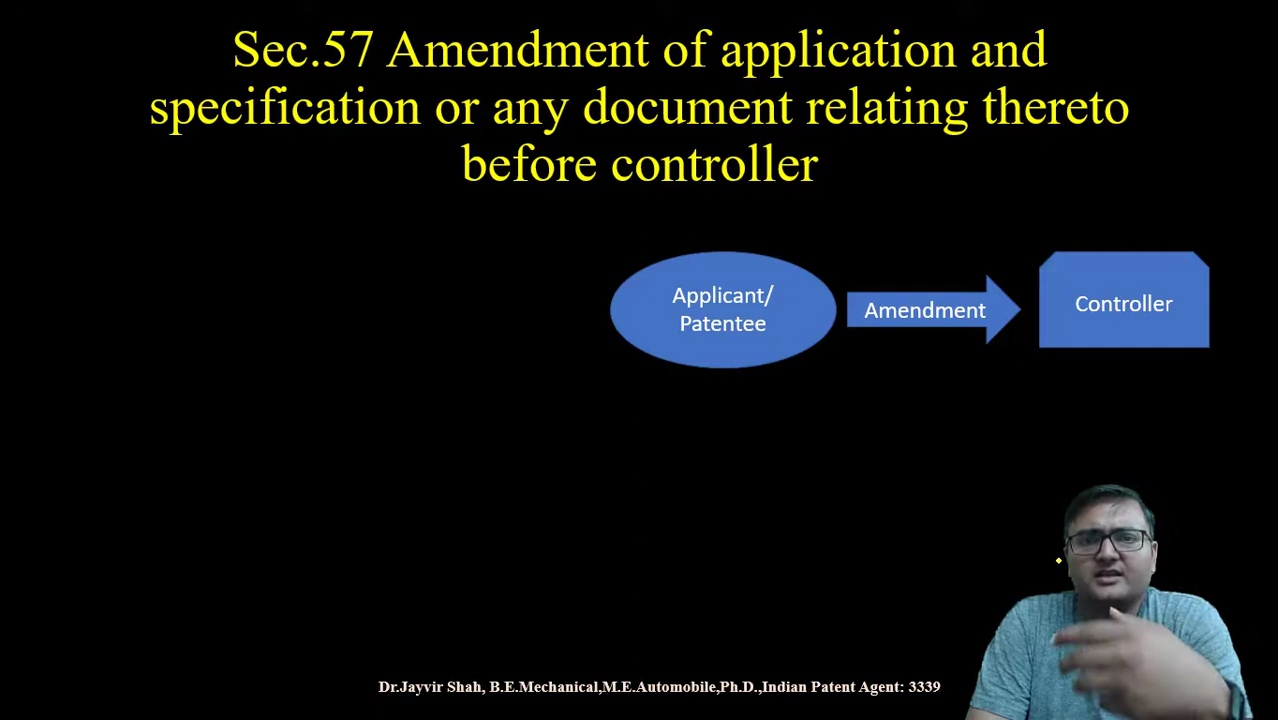 Sec.57 Amendment of application and
specification or any document relating thereto
before controller
Applicant/
Patentee
Amendment
Controller
Dr.Jayvir Shah, B.E.Mechanical,M.E.Automobile,Ph.D.,Indian Patent Agent: 3339